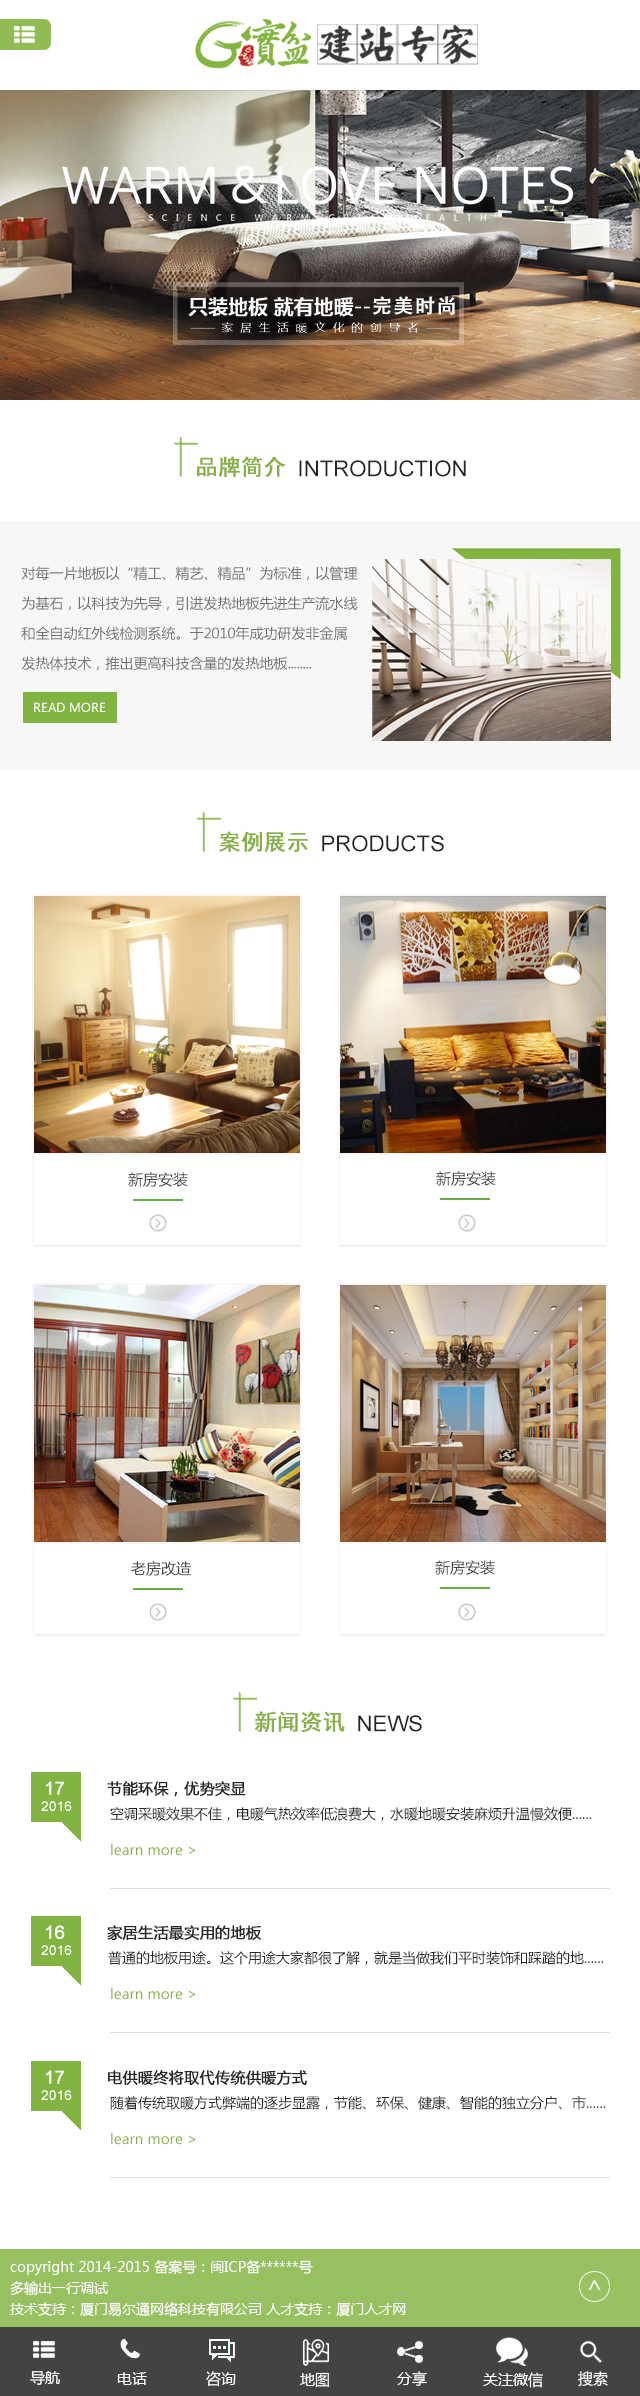 G寶盆 建站专家
WARM & LOVE NOTES
只装地板 就有地暖--完美时尚
家居生活暖文化的创导者
品牌简介 INTRODUCTION
对每一片地板以“精工、精艺、精品”为标准，以管理
为基石，以科技为先导，引进发热地板先进生产流水线
和全自动红外线检测系统。于2010年成功研发非金属
发热体技术，推出更高科技含量的发热地板........
READ MORE
案例展示 PRODUCTS
新房安装
新房安装
老房改造
新房安装
新闻资讯 NEWS
17
2016
节能环保，优势突显
空调采暖效果不佳，电暖气热效率低浪费大，水暖地暖安装麻烦升温慢效便......
learn more >
16
2016
家居生活最实用的地板
普通的地板用途。这个用途大家都很了解，就是当做我们平时装饰和踩踏的地......
learn more >
17
2016
电供暖终将取代传统供暖方式
随着传统取暖方式弊端的逐步显露，节能、环保、健康、智能的独立分户、市......
learn more >
copyright 2014-2015 备案号：闽ICP备******号
多输出一行调试
技术支持：厦门易尔通网络科技有限公司 人才支持：厦门人才网
导航
电话
咨询
地图
分享
关注微信
搜索